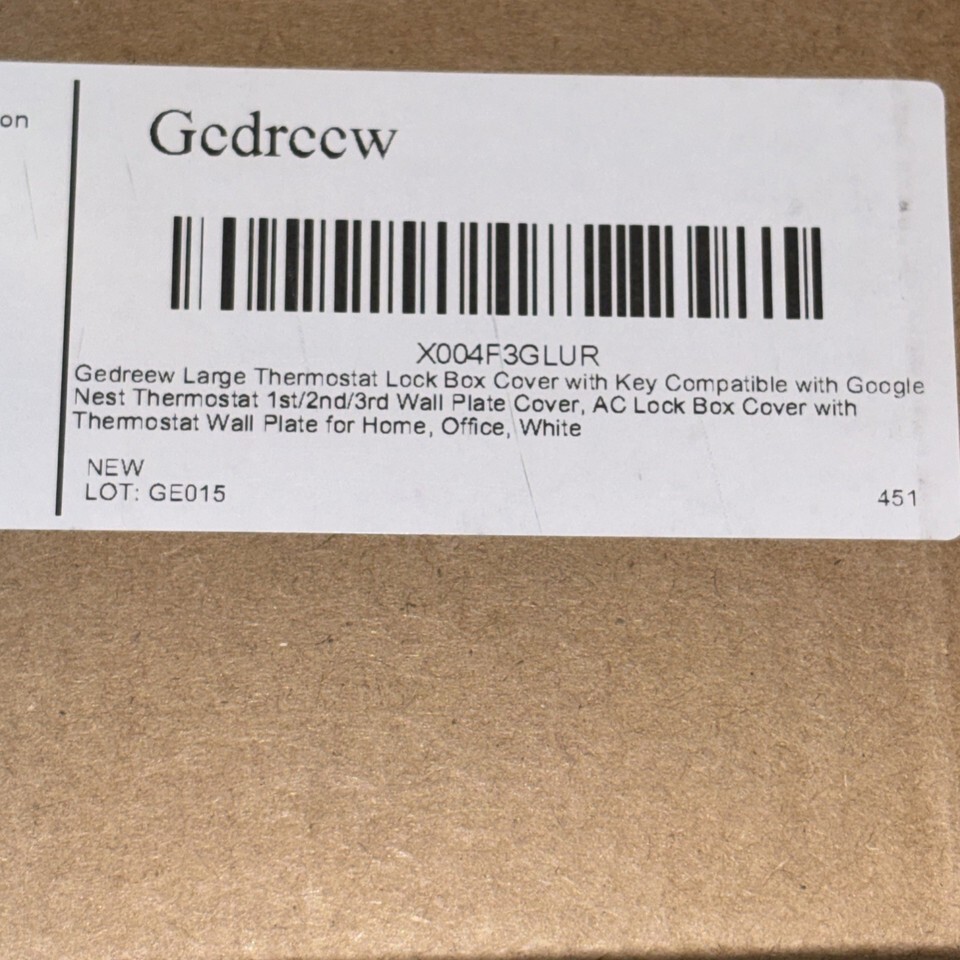 on
Gedreew
X004F3GLUR
Gedreew Large Thermostat Lock Box Cover with Key Compatible with Google
Nest Thermostat 1st/2nd/3rd Wall Plate Cover, AC Lock Box Cover with
Thermostat Wall Plate for Home, Office, White
NEW
LOT: GE015
451